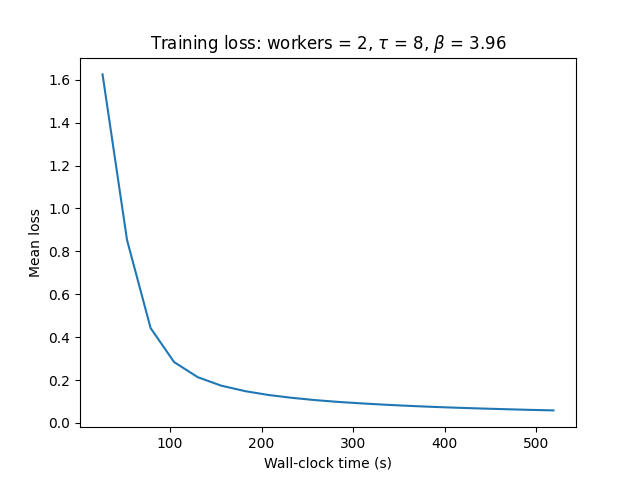 Training loss: workers = 2, τ = 8, β = 3.96
1.6
1.4
1.2
1.0
0.8
0.6
0.4
0.2
0.0
Mean loss
100 200 300 400 500
Wall-clock time (s)